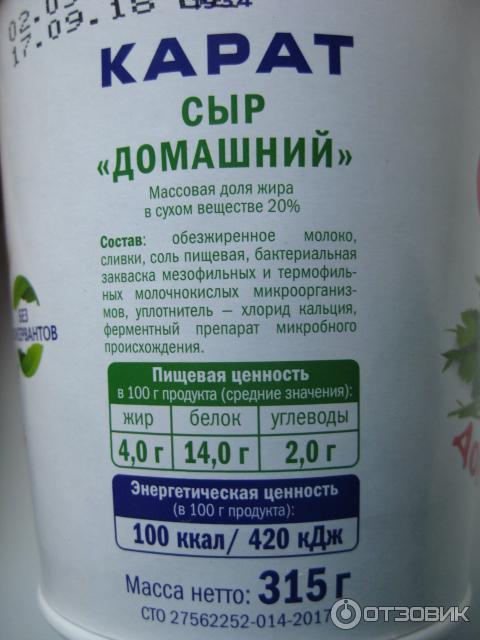 02.0
17.09.18
КАРАТ
СЫР
«ДОМАШНИЙ»
Массовая доля жира
в сухом веществе 20%
Состав: обезжиренное молоко,
сливки, соль пищевая, бактериальная
закваска мезофильных и термофиль-
ных молочнокислых микроорганиз-
мов, уплотнитель — хлорид кальция,
ферментный препарат микробного
происхождения.
БЕЗ
Пищевая ценность
в 100 г продукта (средние значения):
жир белок углеводы
4,0 г 14,0 г 2,0 г
Энергетическая ценность
(в 100 г продукта):
100 ккал/ 420 кДж
Масса нетто: 315 г
СТО 27562252-014-2017
ОТЗОВИК